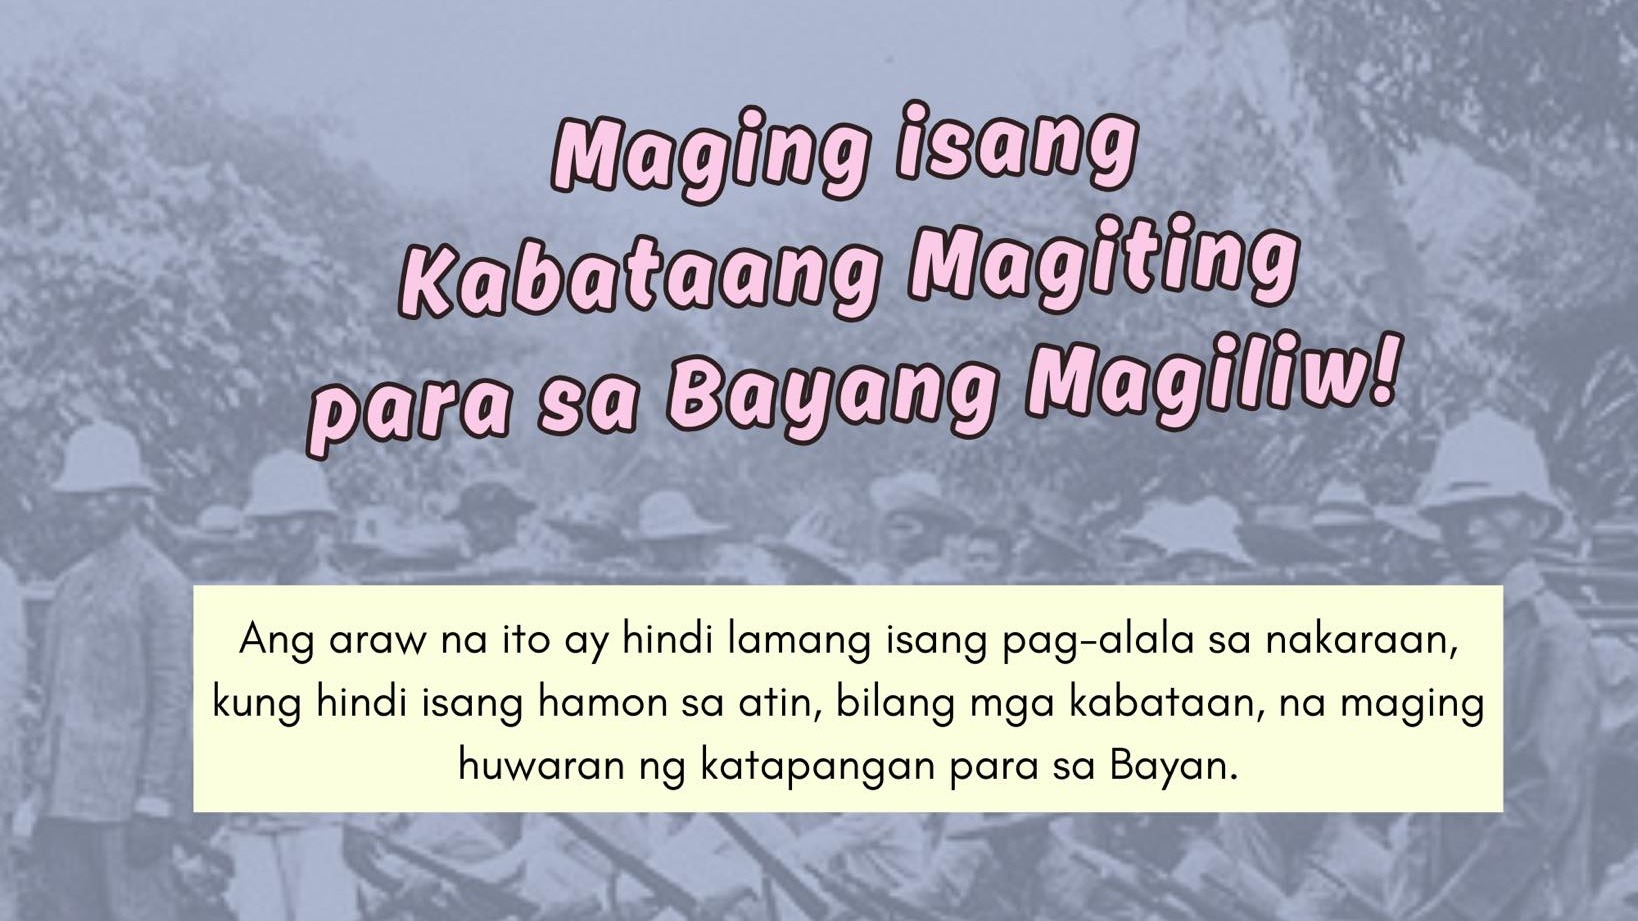 Maging isang
Kabataang Magiting
para sa Bayang Magiliw!
Ang araw na ito ay hindi lamang isang pag-alala sa nakaraan,
kung hindi isang hamon sa atin, bilang mga kabataan, na maging
huwaran ng katapangan para sa Bayan.